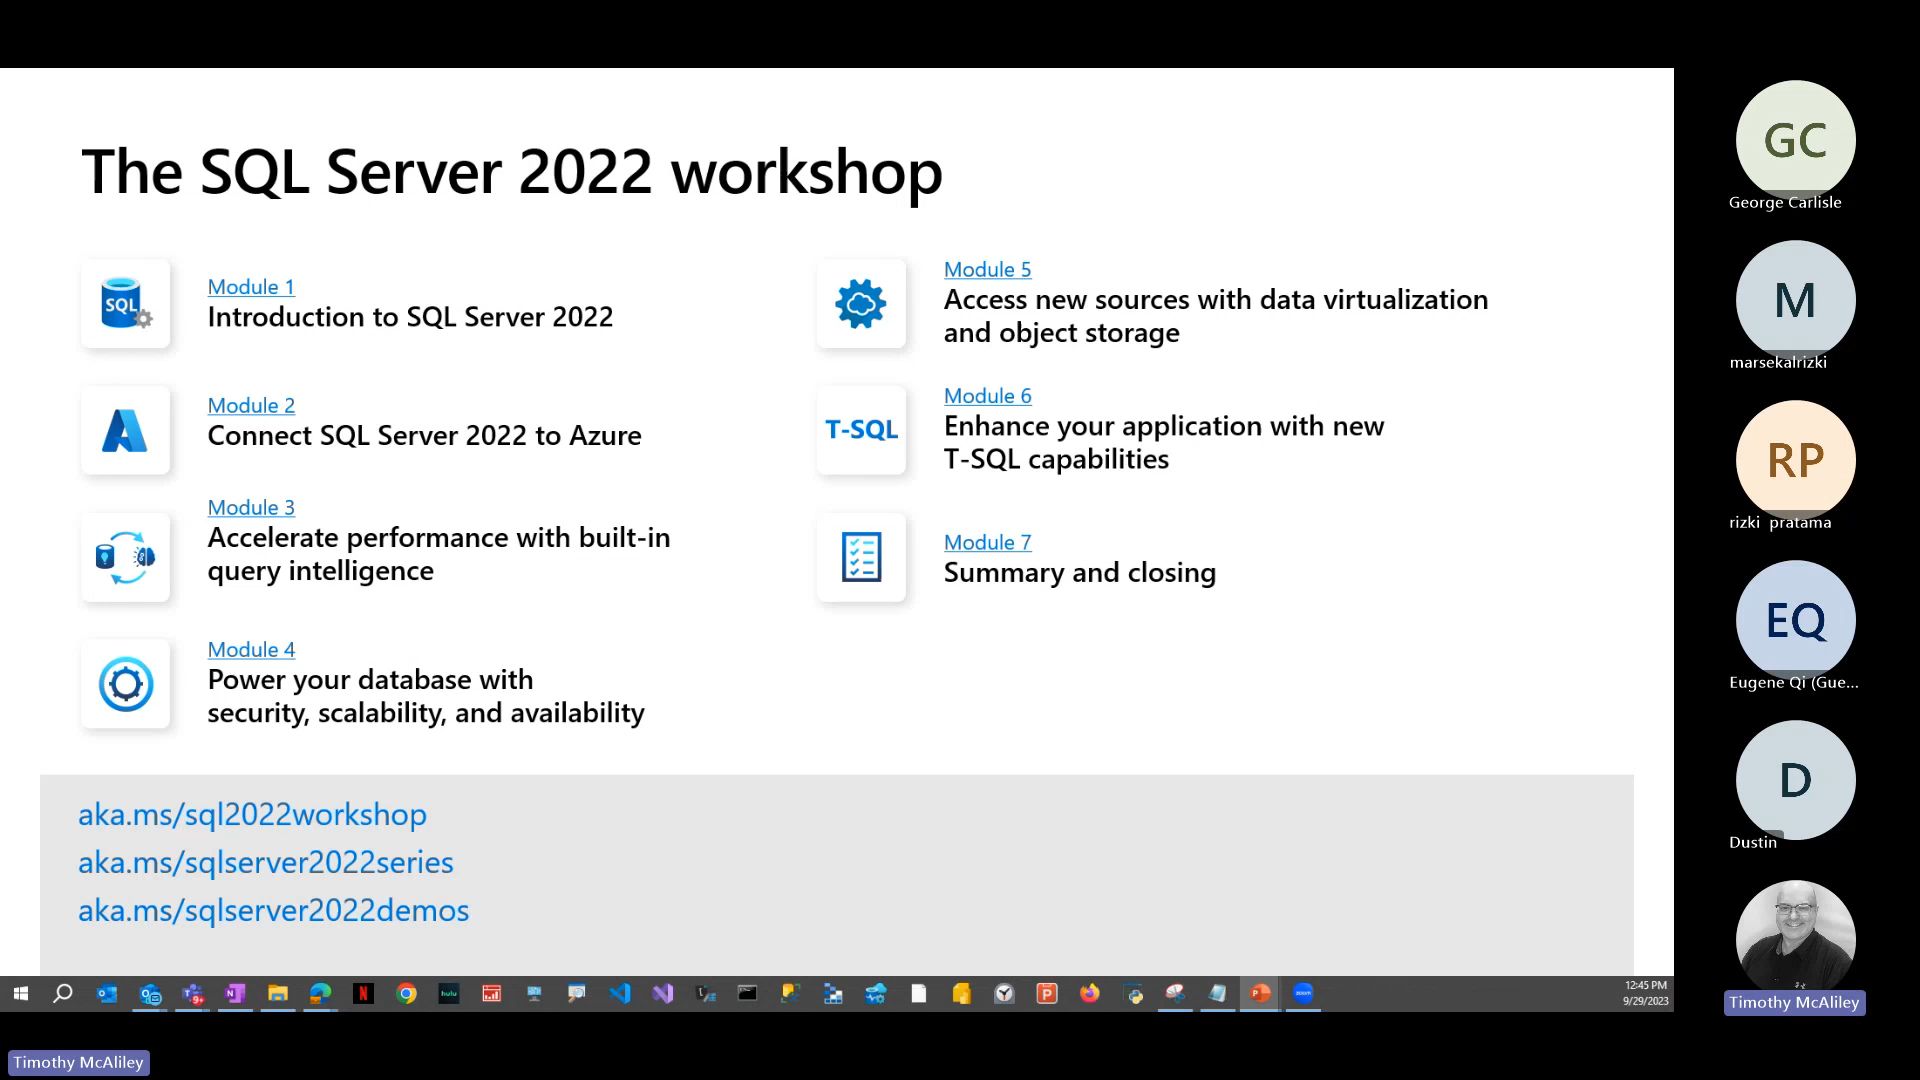 The SQL Server 2022 workshop
SQL
Module 1
Introduction to SQL Server 2022
Module 2
Connect SQL Server 2022 to Azure
Module 3
Accelerate performance with built-in
query intelligence
Module 4
Power your database with
security, scalability, and availability
Module 5
Access new sources with data virtualization
and object storage
T-SQL
Module 6
Enhance your application with new
T-SQL capabilities
Module 7
Summary and closing
aka.ms/sql2022workshop
aka.ms/sqlserver2022series
aka.ms/sqlserver2022demos
GC
George Carlisle
M
marsekalrizki
RP
rizki pratama
EQ
Eugene Qi (Gue...
D
Dustin
Timothy McAliley
hulu
12:45 PM
9/29/2023
Timothy McAliley